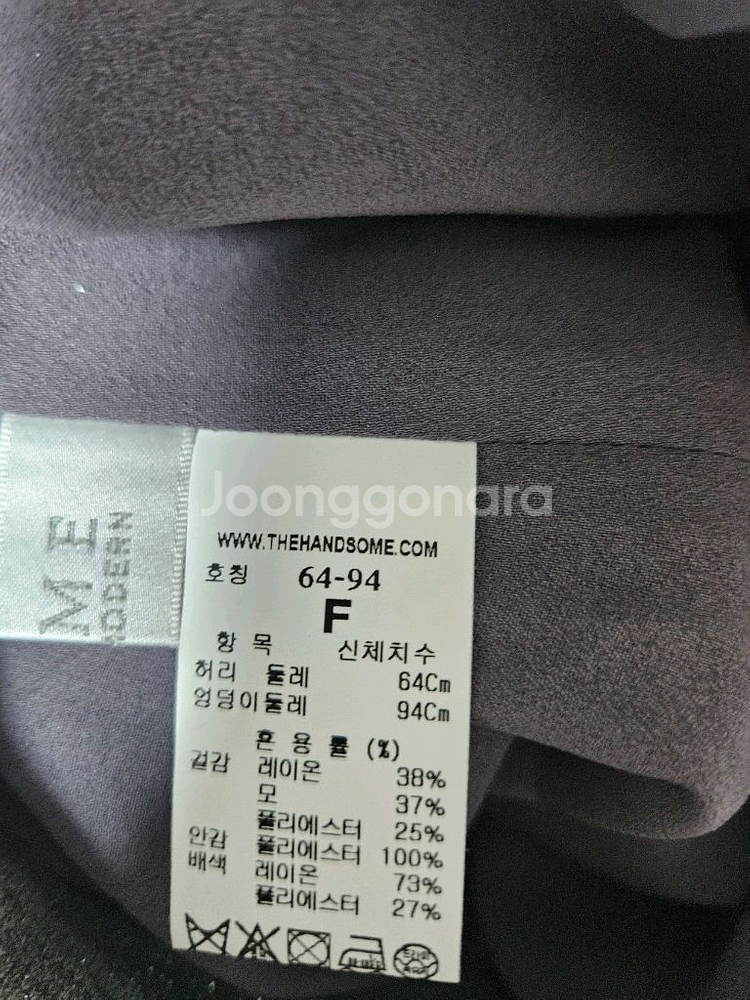 Joonggonara
WWW.THEHANDSOME.COM
호칭 64-94
F
항 목 신체치수
허리 둘레 64Cm
엉덩이둘레 94Cm
혼 용 률 (%)
겉감 레이온 38%
모 37%
폴리에스터 25%
안감 폴리에스터 100%
배색 레이온 73%
폴리에스터 27%
ME
MODERN